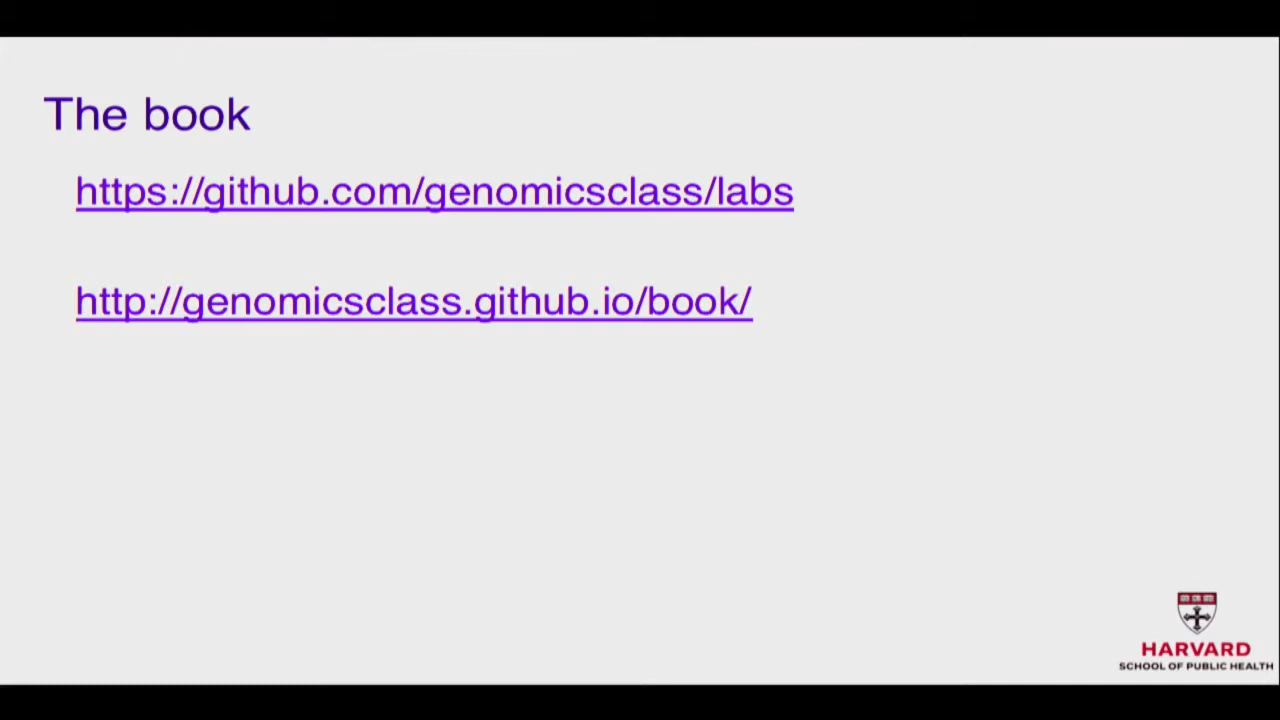 The book
https://github.com/genomicsclass/labs
http://genomicsclass.github.io/book/
HARVARD
SCHOOL OF PUBLIC HEALTH